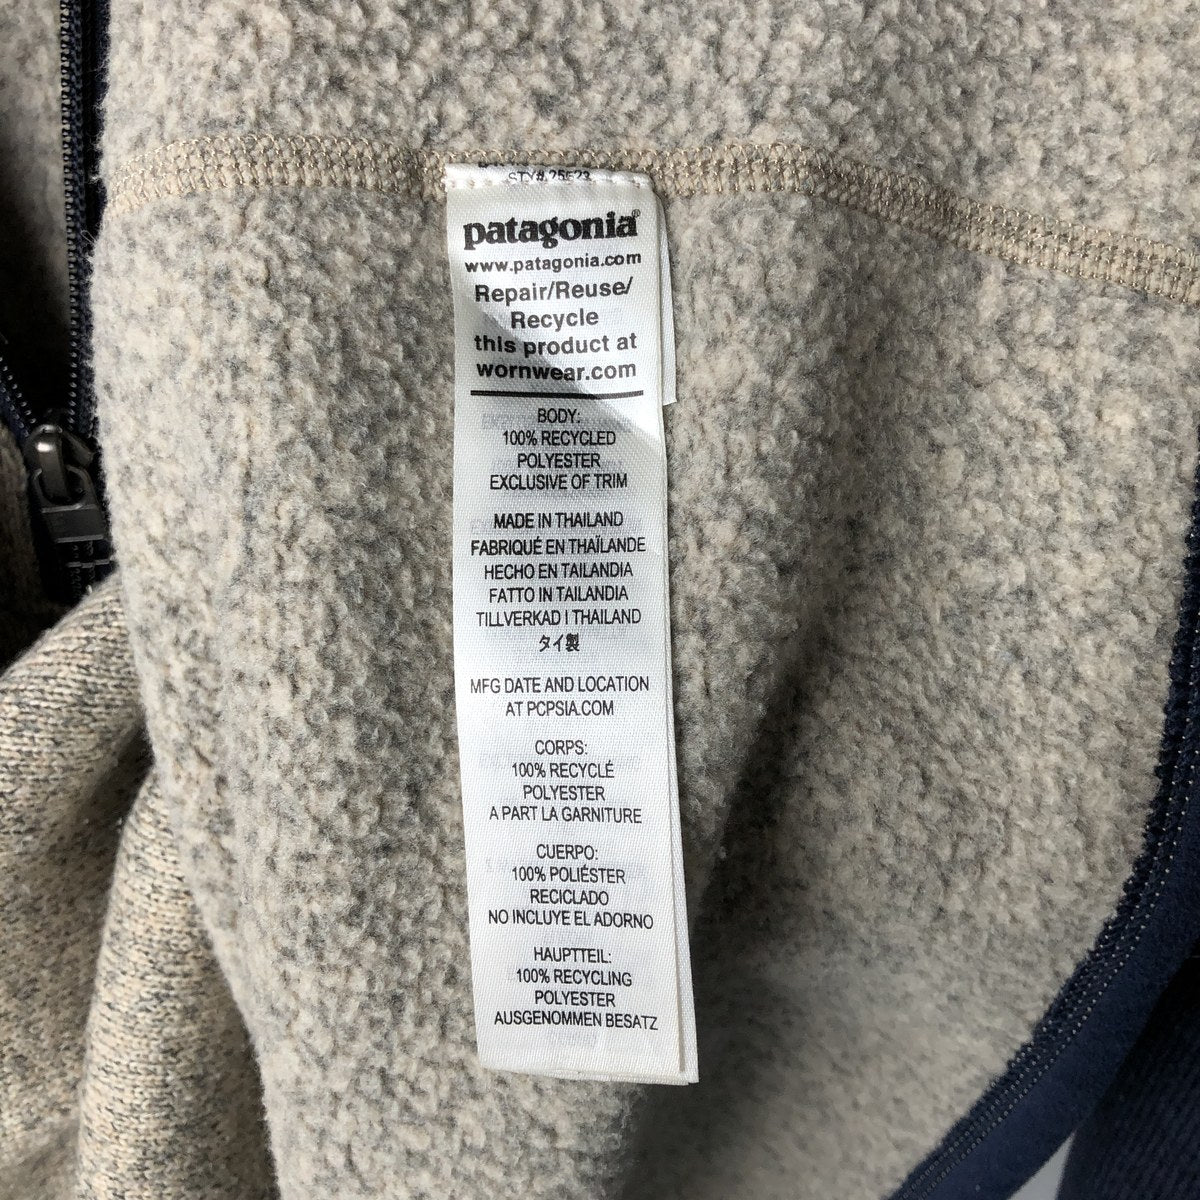 STY# 25523
patagonia®
www.patagonia.com
Repair/Reuse/
Recycle
this product at
wornwear.com
BODY:
100% RECYCLED
POLYESTER
EXCLUSIVE OF TRIM
MADE IN THAILAND
FABRIQUÉ EN THAÏLANDE
HECHO EN TAILANDIA
FATTO IN TAILANDIA
TILLVERKAD I THAILAND
タイ製
MFG DATE AND LOCATION
AT PCPSIA.COM
CORPS:
100% RECYCLÉ
POLYESTER
A PART LA GARNITURE
CUERPO:
100% POLIÉSTER
RECICLADO
NO INCLUYE EL ADORNO
HAUPTTEIL:
100% RECYCLING
POLYESTER
AUSGENOMMEN BESATZ